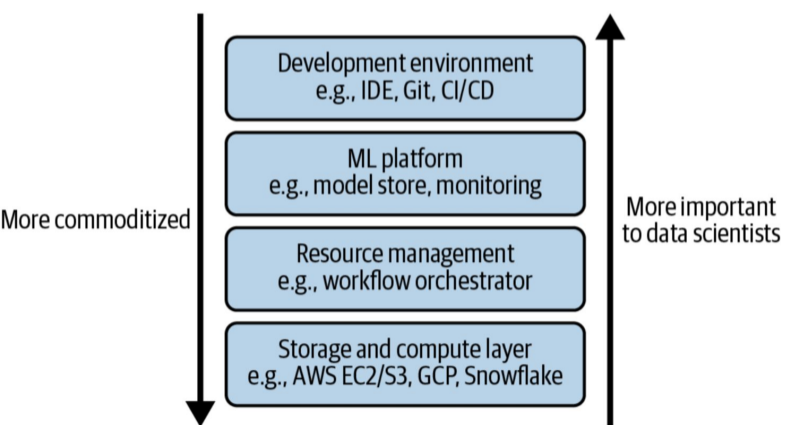 Development environment
e.g., IDE, Git, CI/CD
ML platform
e.g., model store, monitoring
More commoditized
More important
to data scientists
Resource management
e.g., workflow orchestrator
Storage and compute layer
e.g., AWS EC2/S3, GCP, Snowflake